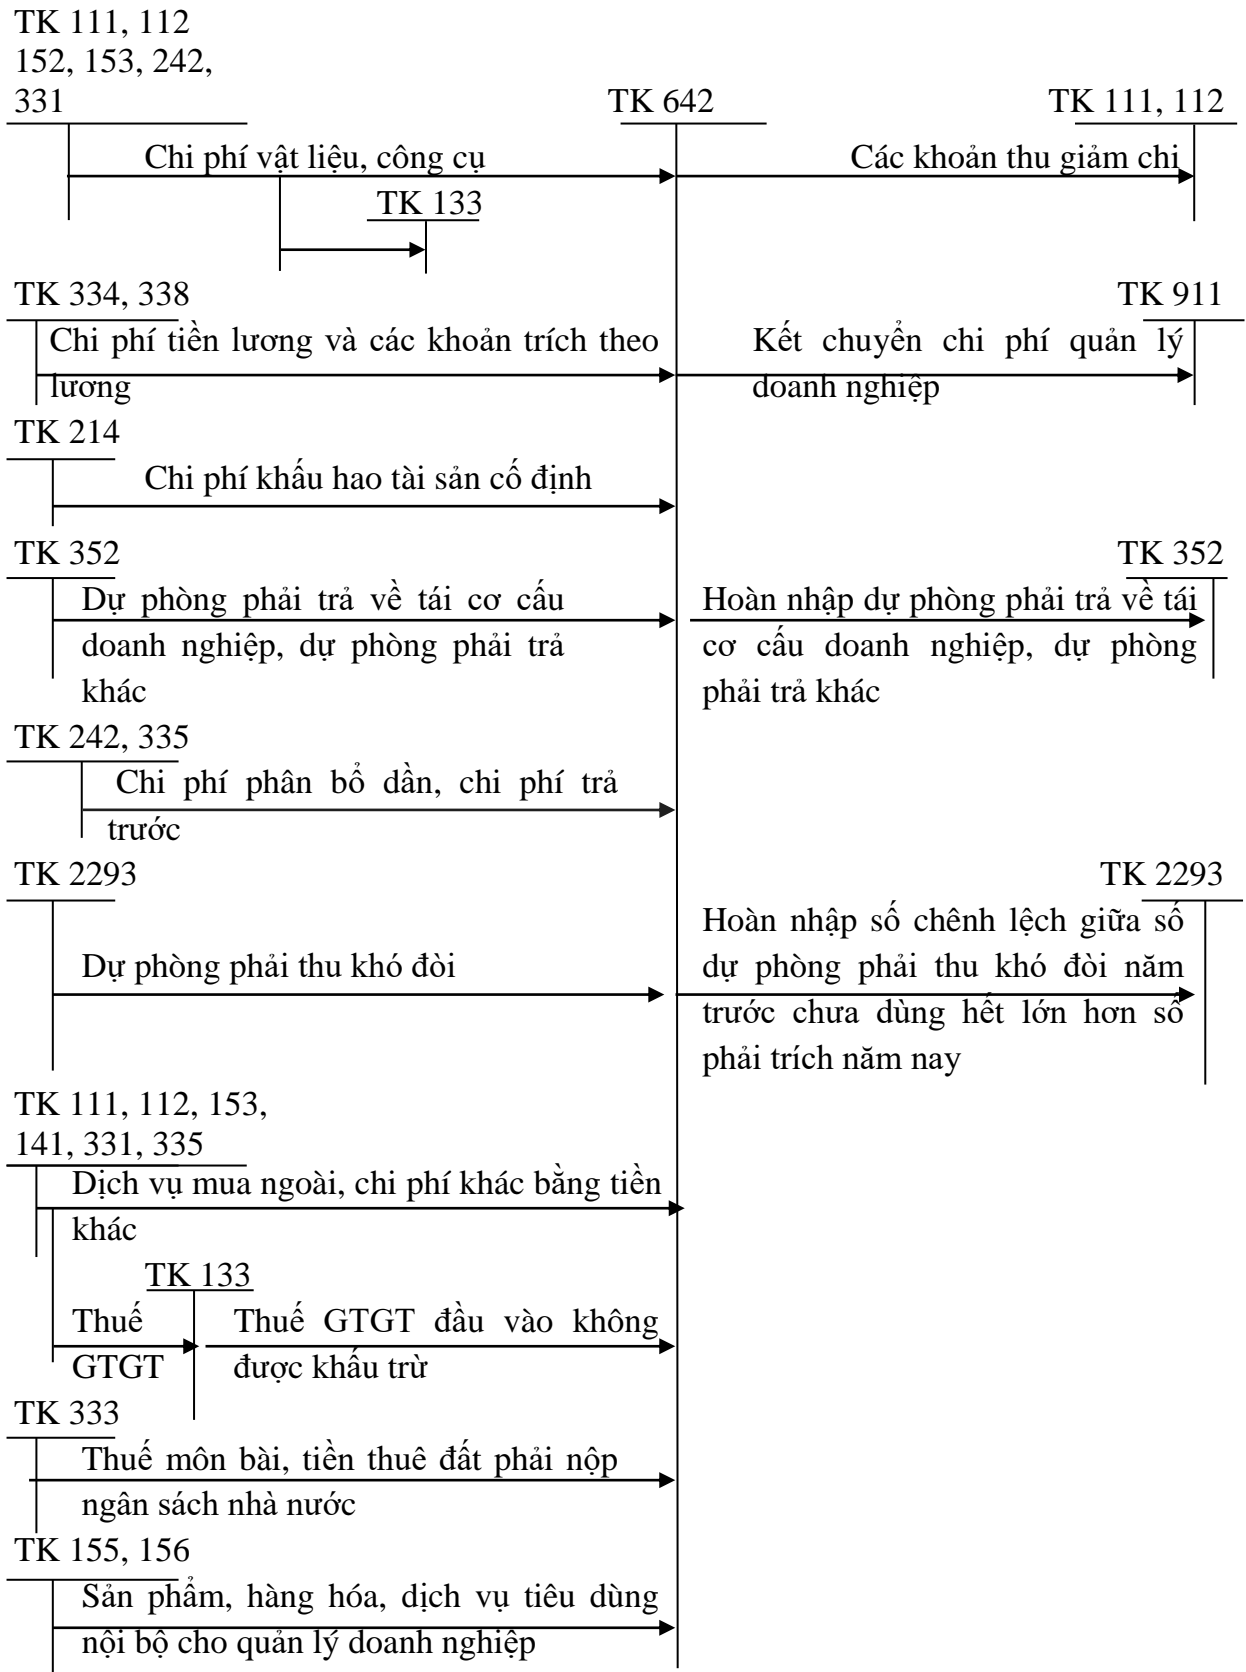 TK 111, 112
152, 153, 242,
331
TK 642
TK 111, 112
Chi phí vật liệu, công cụ
Các khoản thu giảm chi
TK 133
TK 334, 338
TK 911
Chi phí tiền lương và các khoản trích theo
lương
Kết chuyển chi phí quản lý
doanh nghiệp
TK 214
Chi phí khấu hao tài sản cố định
TK 352
TK 352
Dự phòng phải trả về tái cơ cấu
doanh nghiệp, dự phòng phải trả
khác
Hoàn nhập dự phòng phải trả về tái
cơ cấu doanh nghiệp, dự phòng
phải trả khác
TK 242, 335
Chi phí phân bổ dần, chi phí trả
trước
TK 2293
TK 2293
Dự phòng phải thu khó đòi
Hoàn nhập số chênh lệch giữa số
dự phòng phải thu khó đòi năm
trước chưa dùng hết lớn hơn số
phải trích năm nay
TK 111, 112, 153,
141, 331, 335
Dịch vụ mua ngoài, chi phí khác bằng tiền
khác
TK 133
Thuế
GTGT
Thuế GTGT đầu vào không
được khấu trừ
TK 333
Thuế môn bài, tiền thuê đất phải nộp
ngân sách nhà nước
TK 155, 156
Sản phẩm, hàng hóa, dịch vụ tiêu dùng
nội bộ cho quản lý doanh nghiệp